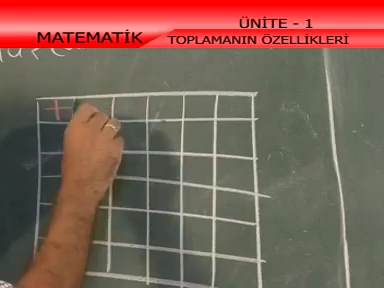 ÜNİTE - 1
MATEMATİK
TOPLAMANIN ÖZELLİKLERİ
+